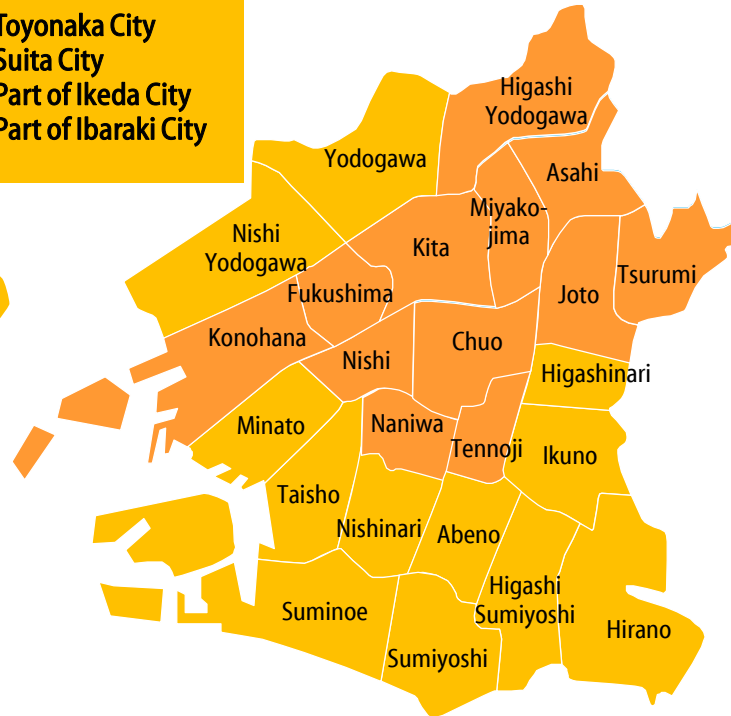 Toyonaka City
Suita City
Part of Ikeda City
Part of Ibaraki City
Higashi
Yodogawa
Yodogawa
Asahi
Miyako-
jima
Nishi
Yodogawa
Kita
Tsurumi
Fukushima
Joto
Konohana
Nishi
Chuo
Higashinari
Minato
Naniwa
Tennoji
Ikuno
Taisho
Nishinari
Abeno
Higashi
Sumiyoshi
Suminoe
Hirano
Sumiyoshi